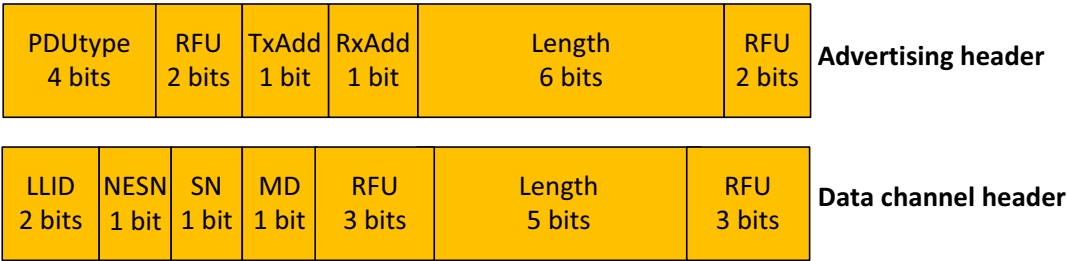 PDUtype RFU TxAdd RxAdd Length RFU
4 bits 2 bits 1 bit 1 bit 6 bits 2 bits
Advertising header
LLID NESN SN MD RFU Length RFU
2 bits 1 bit 1 bit 1 bit 3 bits 5 bits 3 bits
Data channel header